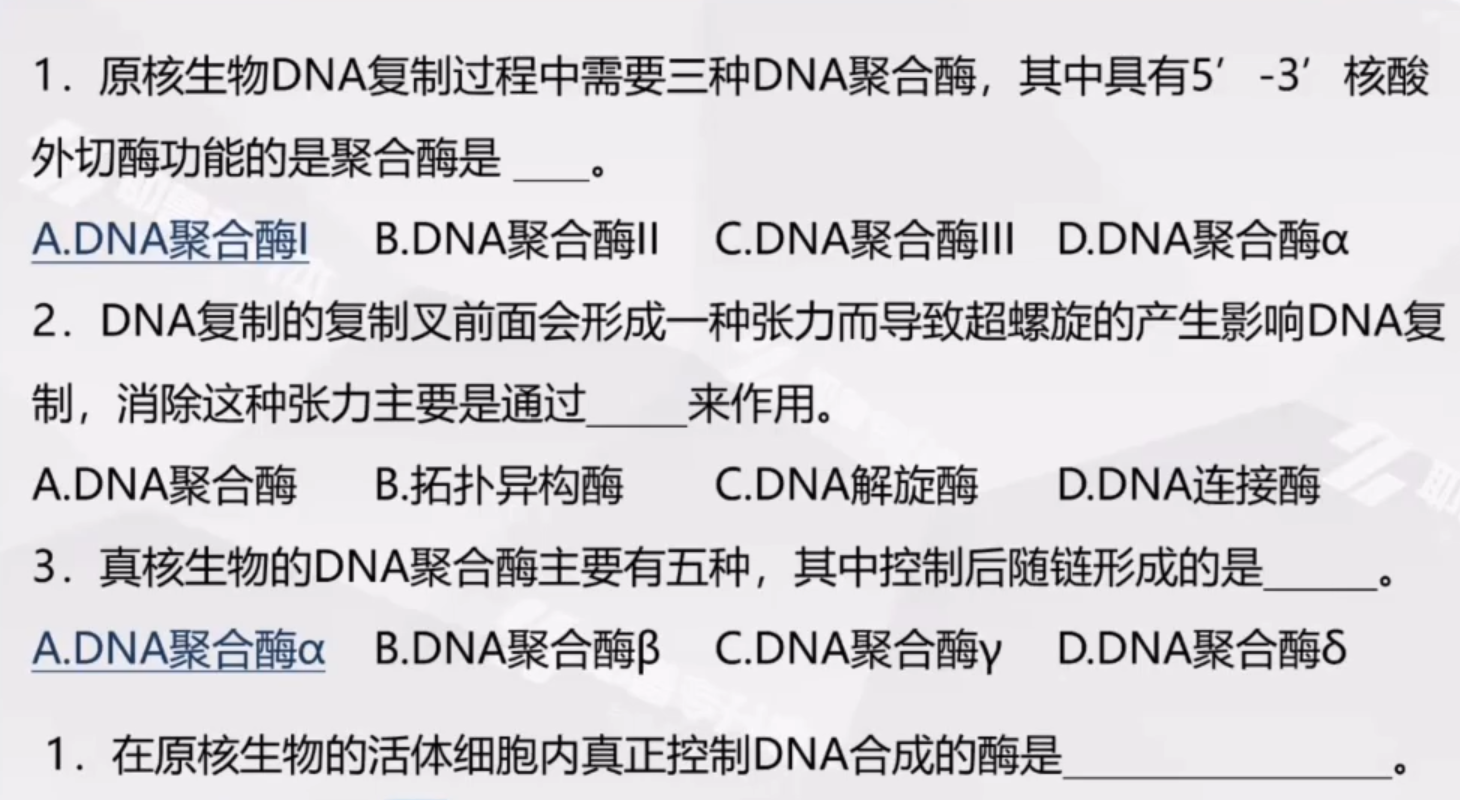 1．原核生物DNA复制过程中需要三种DNA聚合酶，其中具有5′-3′核酸
外切酶功能的是聚合酶是 ____。
A.DNA聚合酶I B.DNA聚合酶II C.DNA聚合酶III D.DNA聚合酶α
2．DNA复制的复制叉前面会形成一种张力而导致超螺旋的产生影响DNA复
制，消除这种张力主要是通过_____来作用。
A.DNA聚合酶 B.拓扑异构酶 C.DNA解旋酶 D.DNA连接酶
3．真核生物的DNA聚合酶主要有五种，其中控制后随链形成的是______。
A.DNA聚合酶α B.DNA聚合酶β C.DNA聚合酶γ D.DNA聚合酶δ
1．在原核生物的活体细胞内真正控制DNA合成的酶是________________。